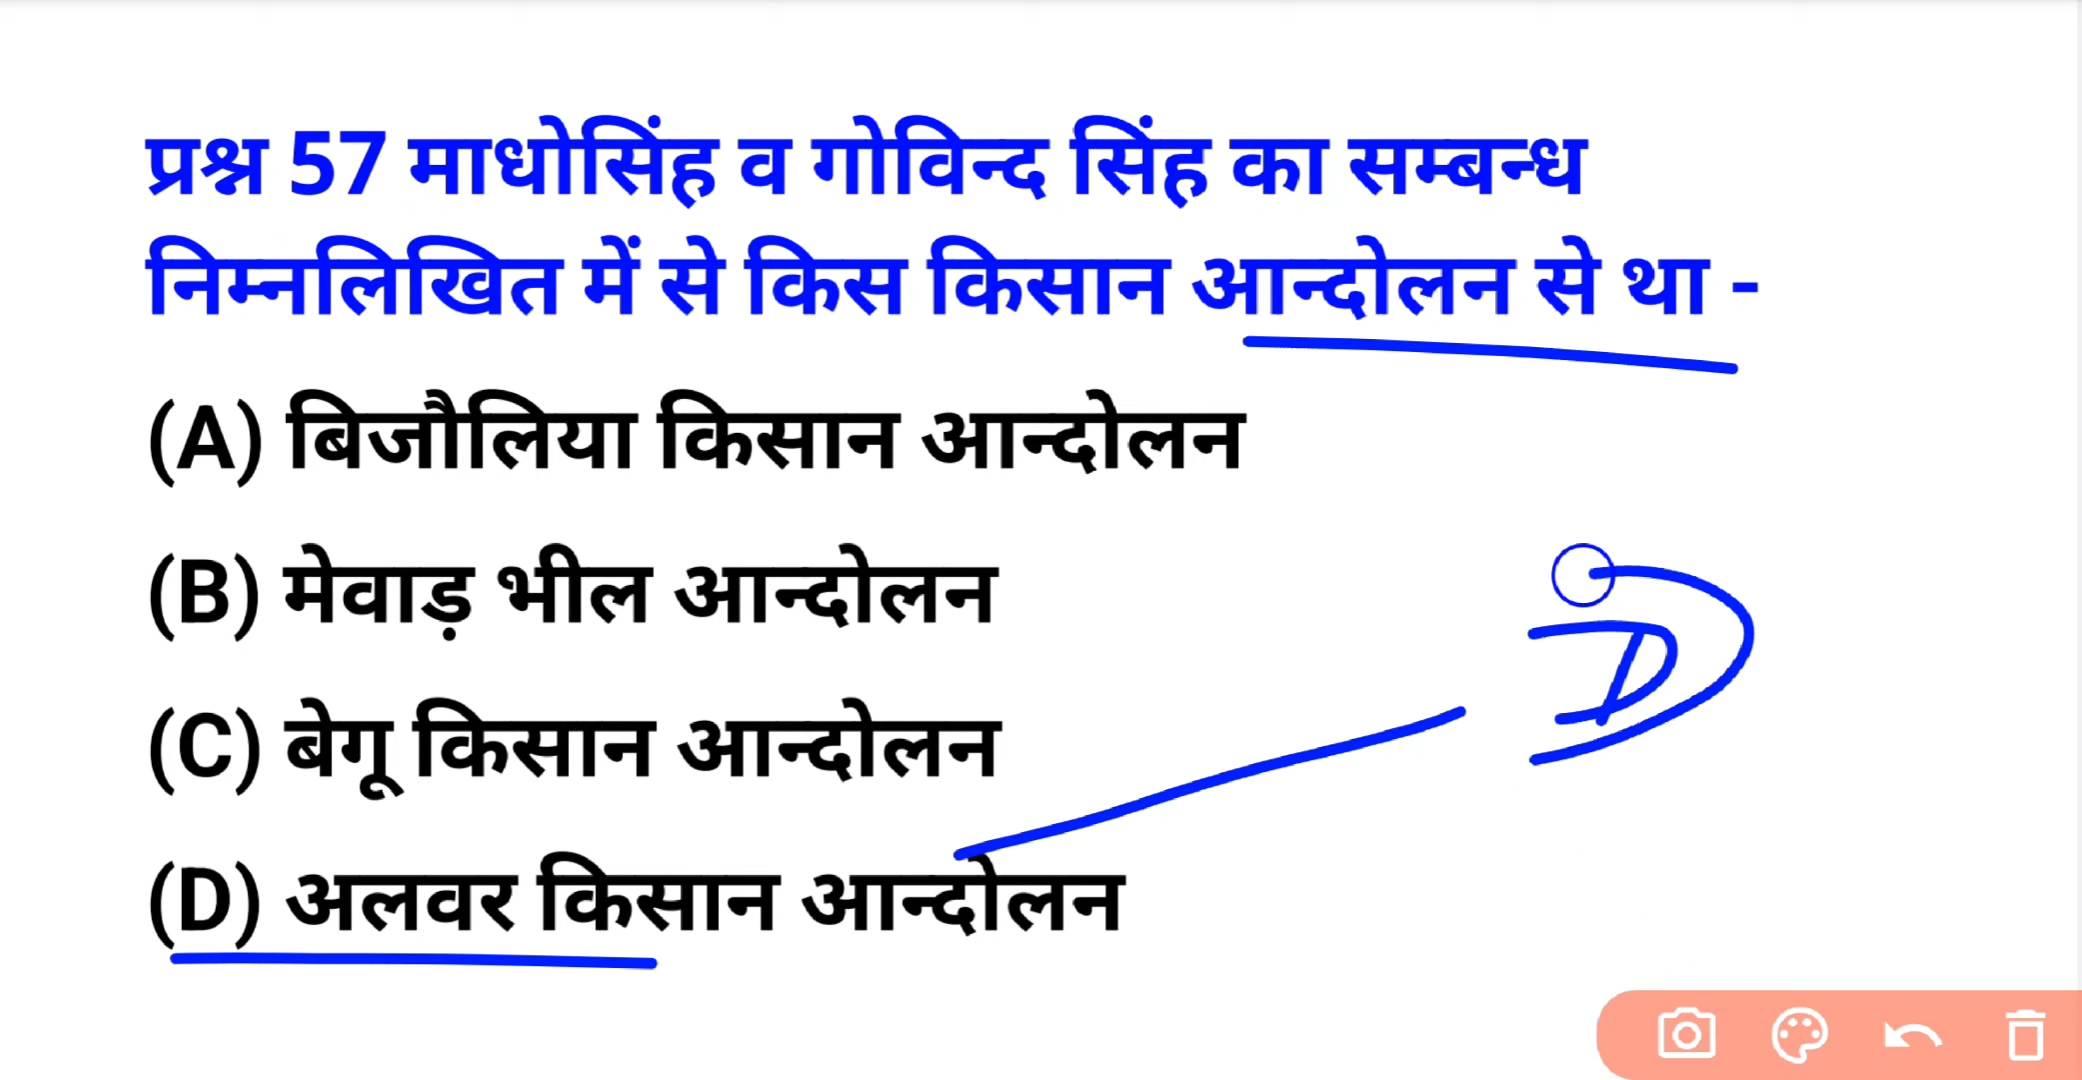 प्रश्न 57 माधोसिंह व गोविन्द सिंह का सम्बन्ध
निम्नलिखित में से किस किसान आन्दोलन से था -
(A) बिजौलिया किसान आन्दोलन
(B) मेवाड़ भील आन्दोलन
(C) बेगू किसान आन्दोलन
(D) अलवर किसान आन्दोलन
D